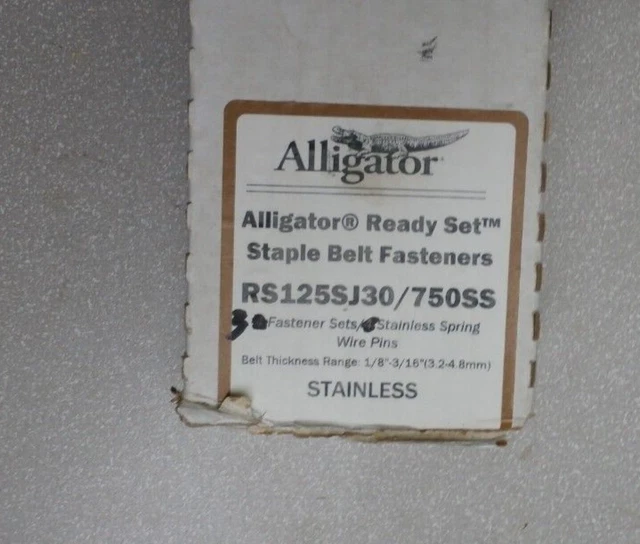 Alligator
Alligator® Ready Set™
Staple Belt Fasteners
RS125SJ30/750SS
3 Fastener Sets/ Stainless Spring
Wire Pins
Belt Thickness Range: 1/8"-3/16"(3.2-4.8mm)
STAINLESS